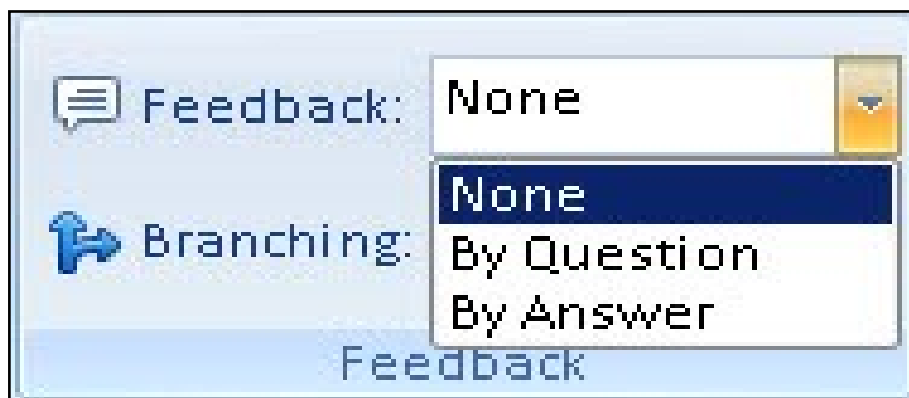 Feedback: None
None
By Question
Branching:
By Answer
Feedback